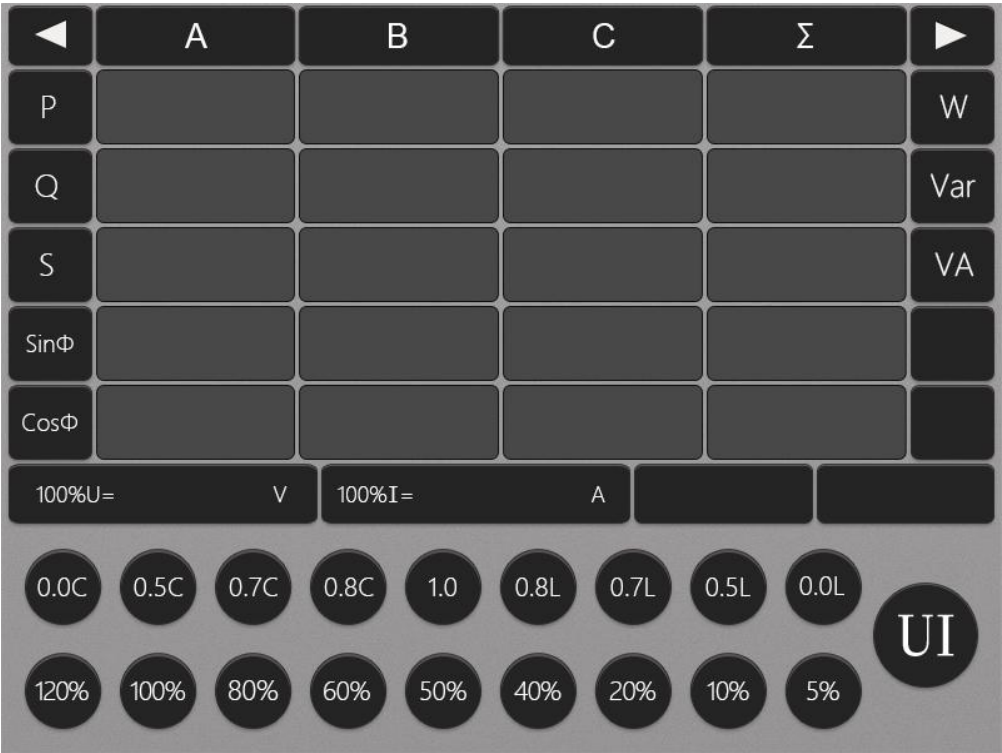 ◀ A B C Σ ▶
P W
Q Var
S VA
SinΦ
CosΦ
100%U= V 100%I= A
0.0C 0.5C 0.7C 0.8C 1.0 0.8L 0.7L 0.5L 0.0L
UI
120% 100% 80% 60% 50% 40% 20% 10% 5%